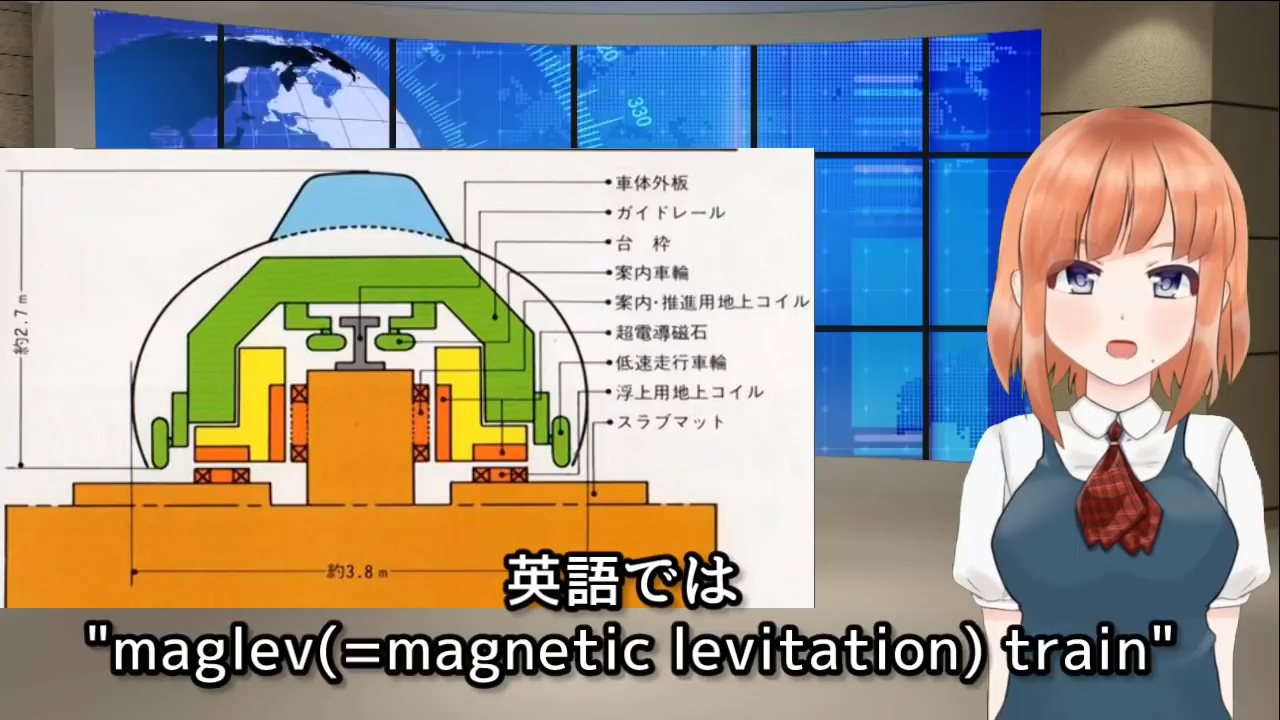 240
20
330
車体外板
ガイドレール
台 枠
案内車輪
案内・推進用地上コイル
超電導磁石
低速走行車輪
浮上用地上コイル
スラブマット
約2.7m
約3.8m
英語では
"maglev(=magnetic levitation) train"